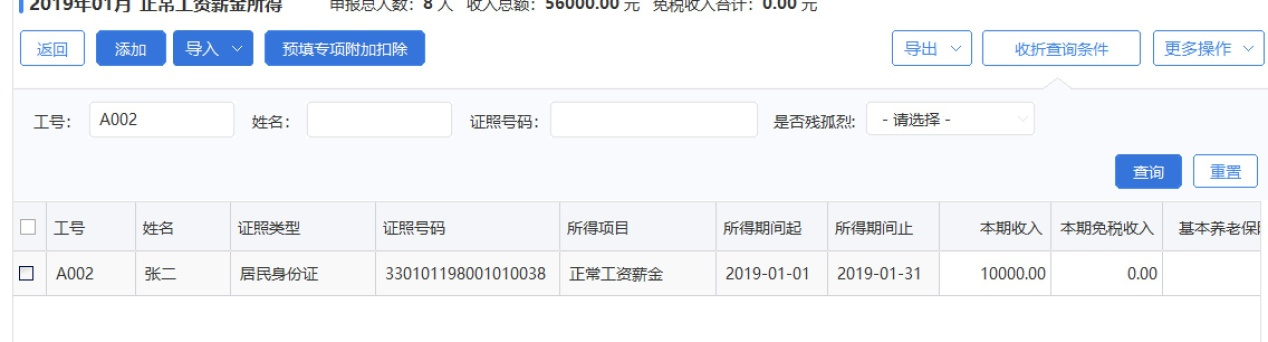 2019年01月 正常工资薪金所得 申报总人数：8 人 收入总额：56000.00 元 免税收入合计：0.00 元
返回 添加 导入 预填专项附加扣除 导出 收折查询条件 更多操作
工号： A002 姓名： 证照号码： 是否残孤烈: - 请选择 -
查询 重置
工号 姓名 证照类型 证照号码 所得项目 所得期间起 所得期间止 本期收入 本期免税收入 基本养老保
A002 张二 居民身份证 330101198001010038 正常工资薪金 2019-01-01 2019-01-31 10000.00 0.00